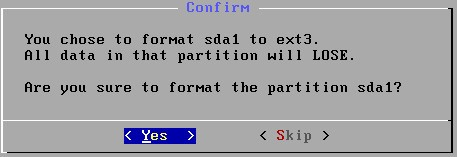 Confirm
You chose to format sda1 to ext3.
All data in that partition will LOSE.
Are you sure to format the partition sda1?
< Yes > < Skip >